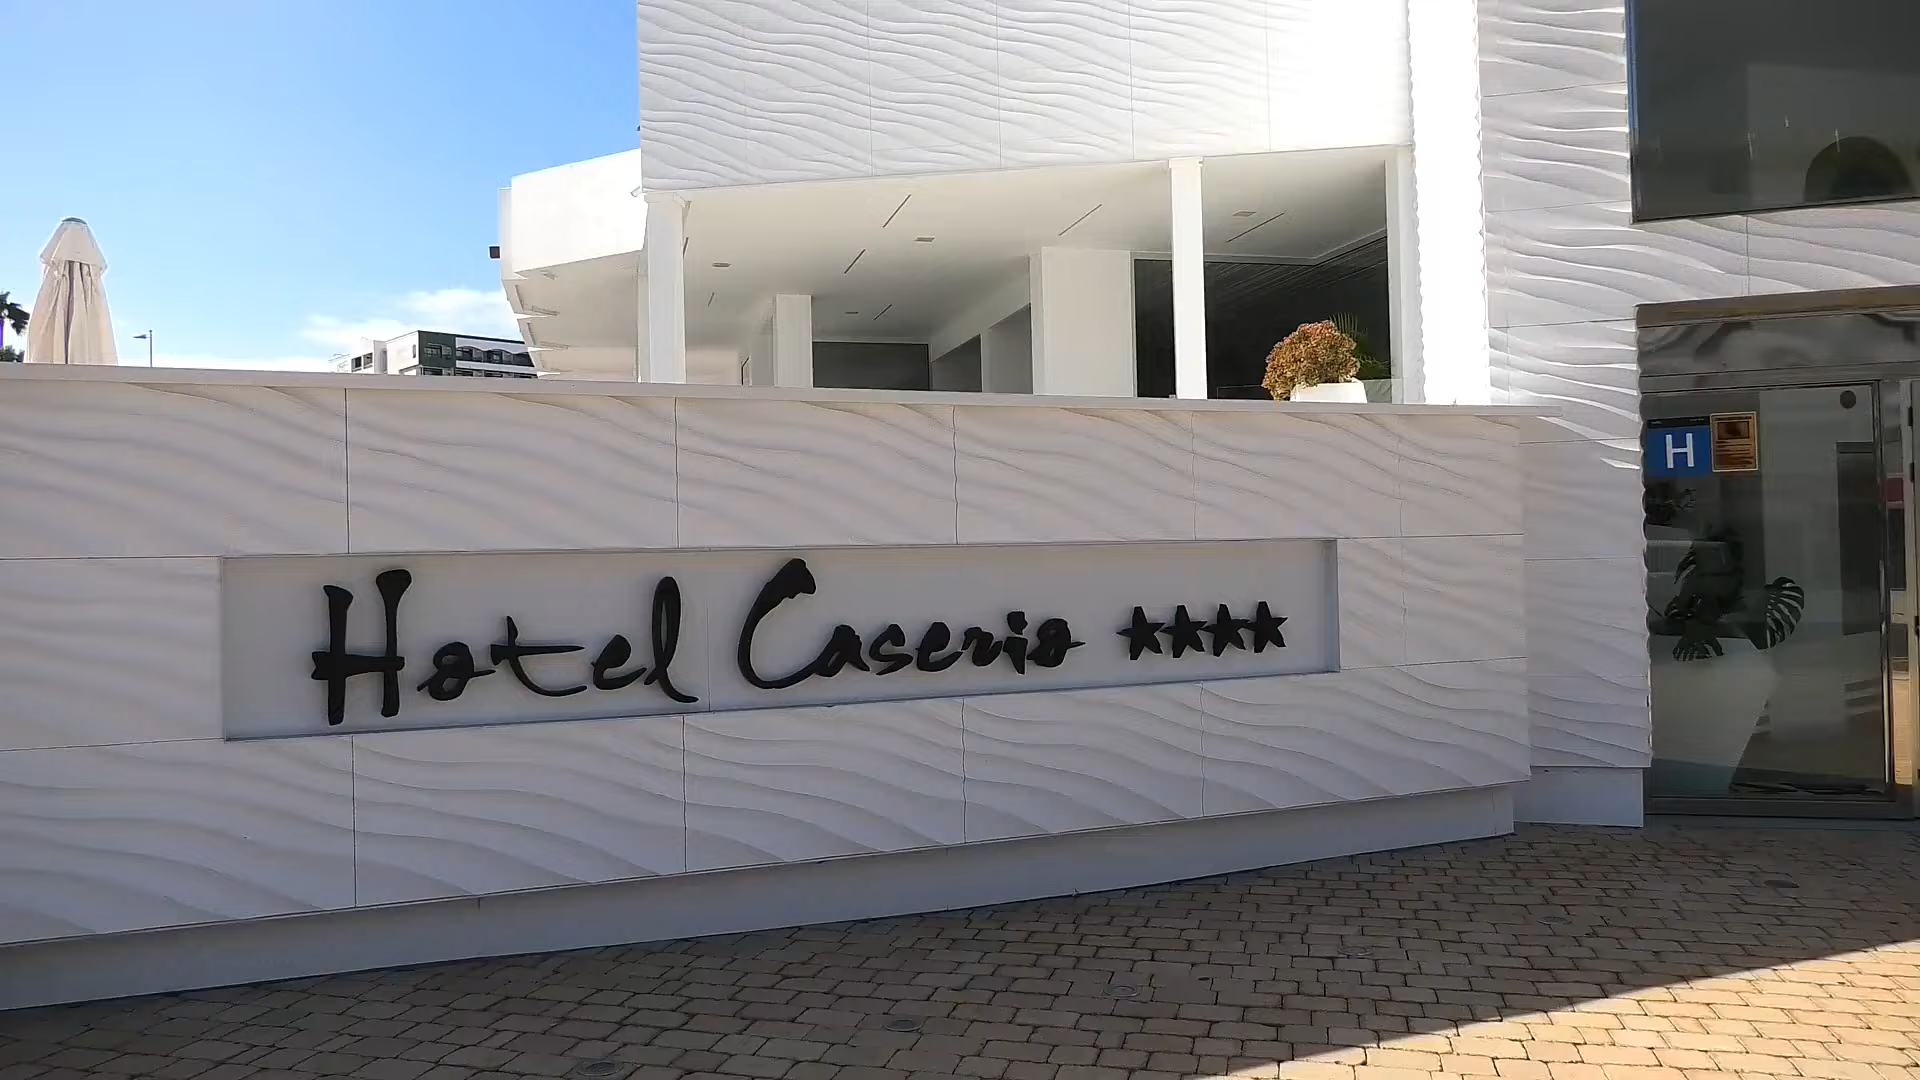 Hotel Caserio ★★★★
H